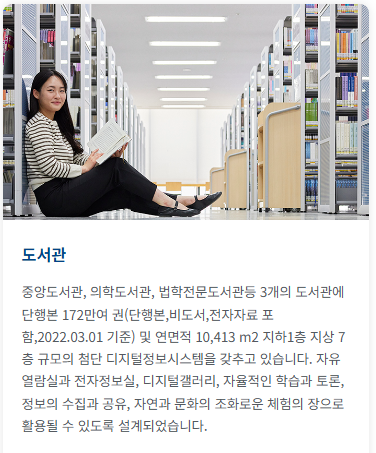 도서관
중앙도서관, 의학도서관, 법학전문도서관등 3개의 도서관에
단행본 172만여 권(단행본,비도서,전자자료 포
함,2022.03.01 기준) 및 연면적 10,413 m2 지하1층 지상 7
층 규모의 첨단 디지털정보시스템을 갖추고 있습니다. 자유
열람실과 전자정보실, 디지털갤러리, 자율적인 학습과 토론,
정보의 수집과 공유, 자연과 문화의 조화로운 체험의 장으로
활용될 수 있도록 설계되었습니다.